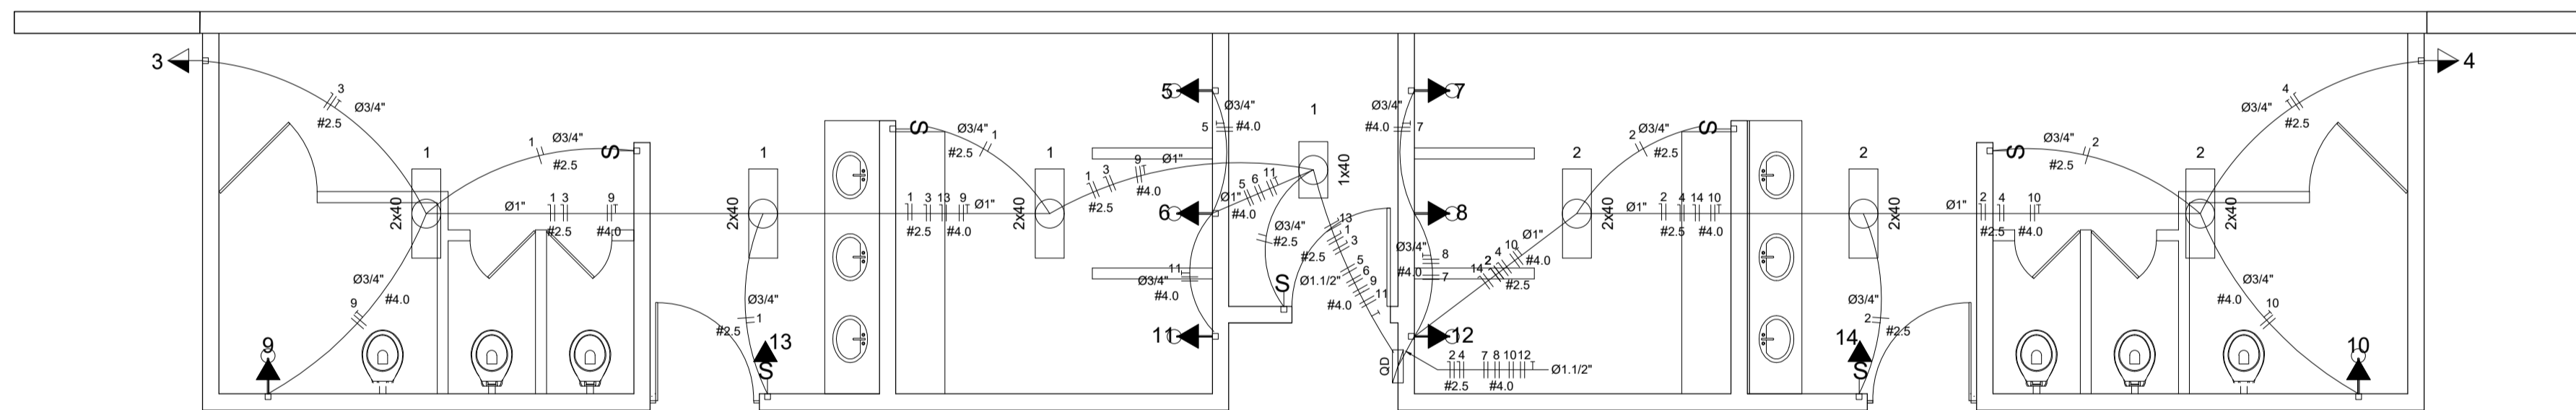 3
3
Ø3/4"
#2.5
1
Ø3/4"
#2.5
S
1
2x40
Ø1"
1 3
#2.5
9
#4.0
Ø3/4"
#4.0
9
9
1
2x40
Ø3/4"
#2.5
1
13
S
S
Ø3/4"
1
#2.5
1 3 13 9
#2.5
#4.0
Ø1"
1
2x40
1 3
#2.5
9
#4.0
Ø1"
5
5
Ø3/4"
#4.0
6
Ø1"
5 6 11
#4.0
11
11
Ø3/4"
#4.0
1
1x40
Ø3/4"
#2.5
S
13
1
3
#2.5
5
6
9
11
Ø1.1/2"
#4.0
QD
Ø3/4"
#4.0
7
7
8
Ø3/4"
#4.0
8
7
12
2 4 7 8 10 12
#2.5
#4.0
Ø1.1/2"
14 2 4 10
#2.5
#4.0
Ø1"
2
2x40
2
Ø3/4"
#2.5
S
Ø1"
2 4 14 10
#2.5
#4.0
2
2x40
Ø3/4"
2
#2.5
14
S
Ø1"
2 4
#2.5
10
#4.0
S
Ø3/4"
#2.5
2
2
2x40
4
Ø3/4"
#2.5
4
Ø3/4"
#4.0
10
10